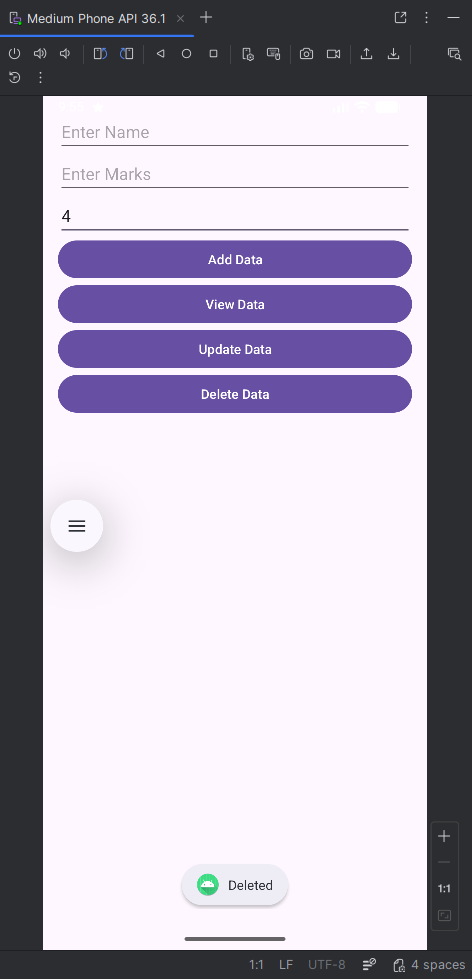 Medium Phone API 36.1
Enter Name
Enter Marks
4
Add Data
View Data
Update Data
Delete Data
1:1
Deleted
1:1 LF UTF-8 4 spaces